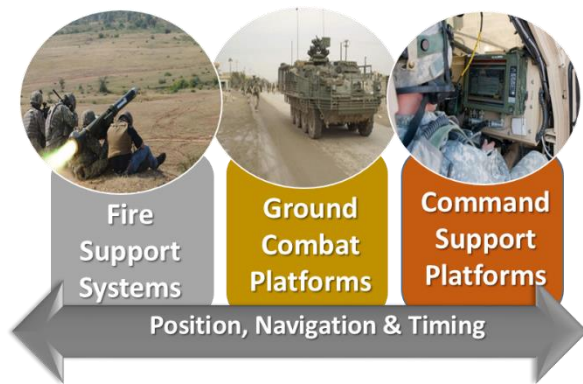 Fire
Support
Systems
Ground
Combat
Platforms
Command
Support
Platforms
Position, Navigation & Timing